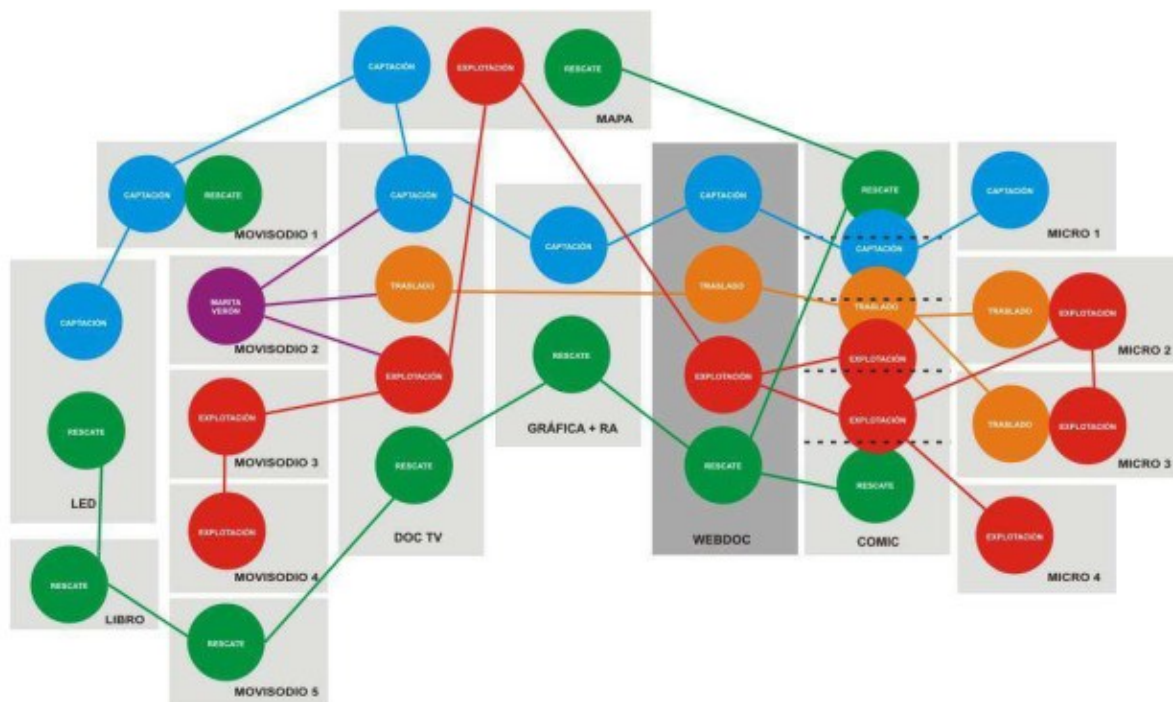 CAPTACIÓN
EXPLOTACIÓN
RESCATE
MAPA
CAPTACIÓN
RESCATE
MOVISODIO 1
CAPTACIÓN
RESCATE
LED
RESCATE
LIBRO
MARITA
VERÓN
MOVISODIO 2
EXPLOTACIÓN
MOVISODIO 3
EXPLOTACIÓN
MOVISODIO 4
RESCATE
MOVISODIO 5
CAPTACIÓN
TRASLADO
EXPLOTACIÓN
RESCATE
DOC TV
CAPTACIÓN
RESCATE
GRÁFICA + RA
CAPTACIÓN
TRASLADO
EXPLOTACIÓN
RESCATE
WEBDOC
RESCATE
CAPTACIÓN
TRASLADO
EXPLOTACIÓN
EXPLOTACIÓN
RESCATE
COMIC
CAPTACIÓN
MICRO 1
TRASLADO
EXPLOTACIÓN
MICRO 2
TRASLADO
EXPLOTACIÓN
MICRO 3
EXPLOTACIÓN
MICRO 4